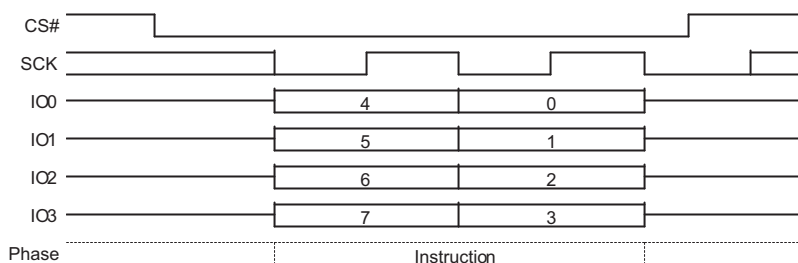 CS#
SCK
IO0 4 0
IO1 5 1
IO2 6 2
IO3 7 3
Phase Instruction